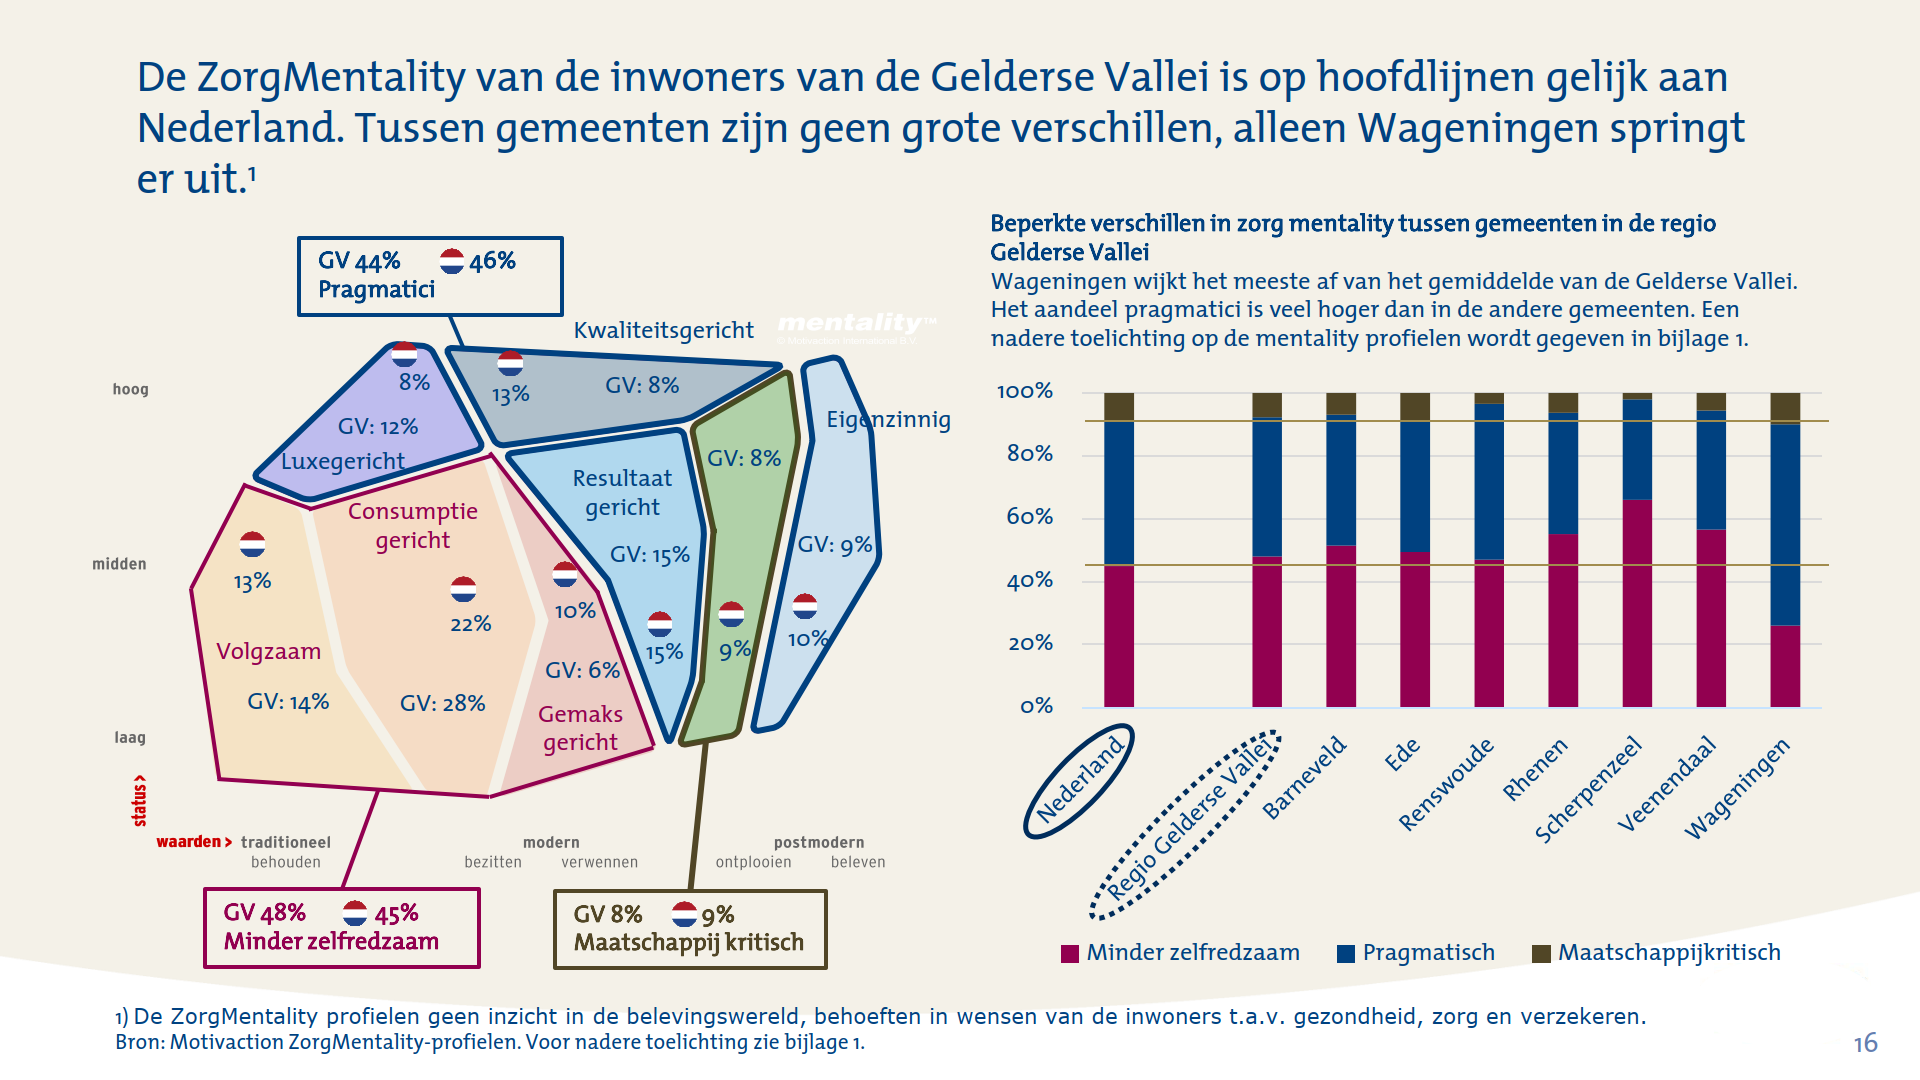 De ZorgMentality van de inwoners van de Gelderse Vallei is op hoofdlijnen gelijk aan
Nederland. Tussen gemeenten zijn geen grote verschillen, alleen Wageningen springt
er uit.¹
GV 44% 46%
Pragmatici
Kwaliteitsgericht
mentality™
© Motivaction International B.V.
8%
13%
GV: 8%
hoog
GV: 12%
Luxegericht
Eigenzinnig
GV: 8%
Resultaat
gericht
Consumptie
gericht
GV: 15%
GV: 9%
midden
13%
22%
10%
15%
9%
10%
Volgzaam
GV: 6%
GV: 14%
GV: 28%
Gemaks
gericht
laag
status >
waarden > traditioneel
modern
postmodern
behouden
bezitten
verwennen
ontplooien
beleven
GV 48% 45%
Minder zelfredzaam
GV 8% 9%
Maatschappij kritisch
Beperkte verschillen in zorg mentality tussen gemeenten in de regio
Gelderse Vallei
Wageningen wijkt het meeste af van het gemiddelde van de Gelderse Vallei.
Het aandeel pragmatici is veel hoger dan in de andere gemeenten. Een
nadere toelichting op de mentality profielen wordt gegeven in bijlage 1.
100%
80%
60%
40%
20%
0%
Nederland
Regio Gelderse Vallei
Barneveld
Ede
Renswoude
Rhenen
Scherpenzeel
Veenendaal
Wageningen
Minder zelfredzaam
Pragmatisch
Maatschappijkritisch
1) De ZorgMentality profielen geen inzicht in de belevingswereld, behoeften in wensen van de inwoners t.a.v. gezondheid, zorg en verzekeren.
Bron: Motivaction ZorgMentality-profielen. Voor nadere toelichting zie bijlage 1.
16